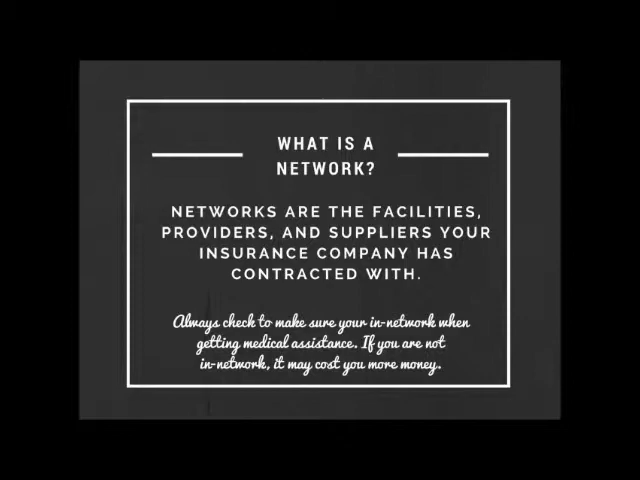 WHAT IS A
NETWORK?
NETWORKS ARE THE FACILITIES,
PROVIDERS, AND SUPPLIERS YOUR
INSURANCE COMPANY HAS
CONTRACTED WITH.
Always check to make sure your in-network when
getting medical assistance. If you are not
in-network, it may cost you more money.